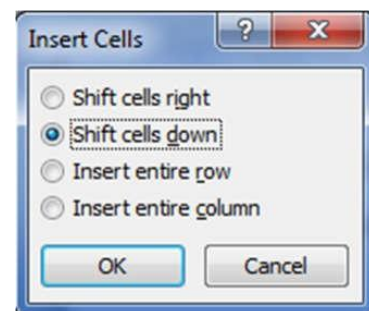 Insert Cells
Shift cells right
Shift cells down
Insert entire row
Insert entire column
OK
Cancel